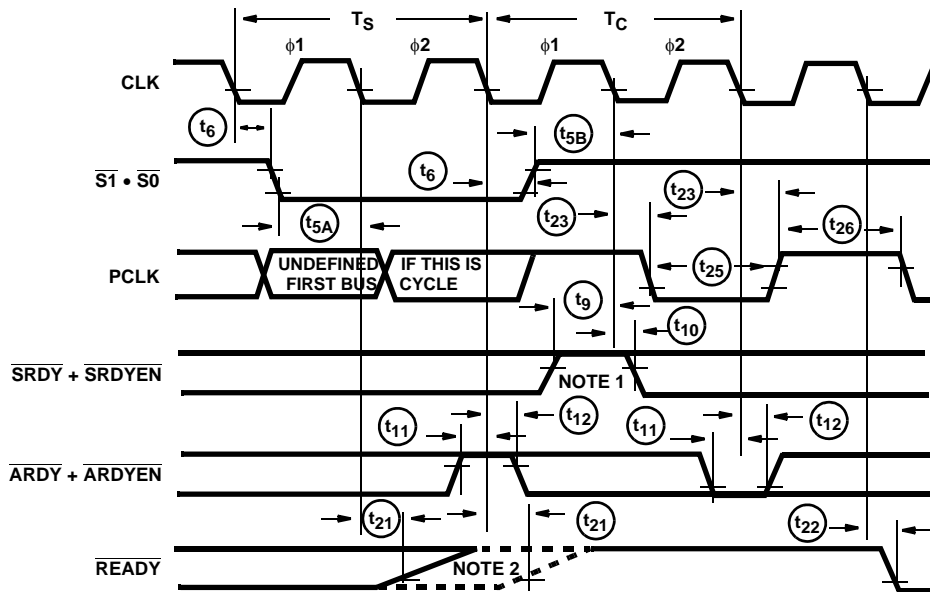 T_S T_C
ϕ1 ϕ2 ϕ1 ϕ2
CLK
t6 t5B
S1 • S0 t6 t23
t5A t23 t26
PCLK UNDEFINED IF THIS IS t25
FIRST BUS CYCLE
t9
t10
SRDY + SRDYEN NOTE 1
t11 t12 t11 t12
ARDY + ARDYEN
t21 t21 t22
READY NOTE 2